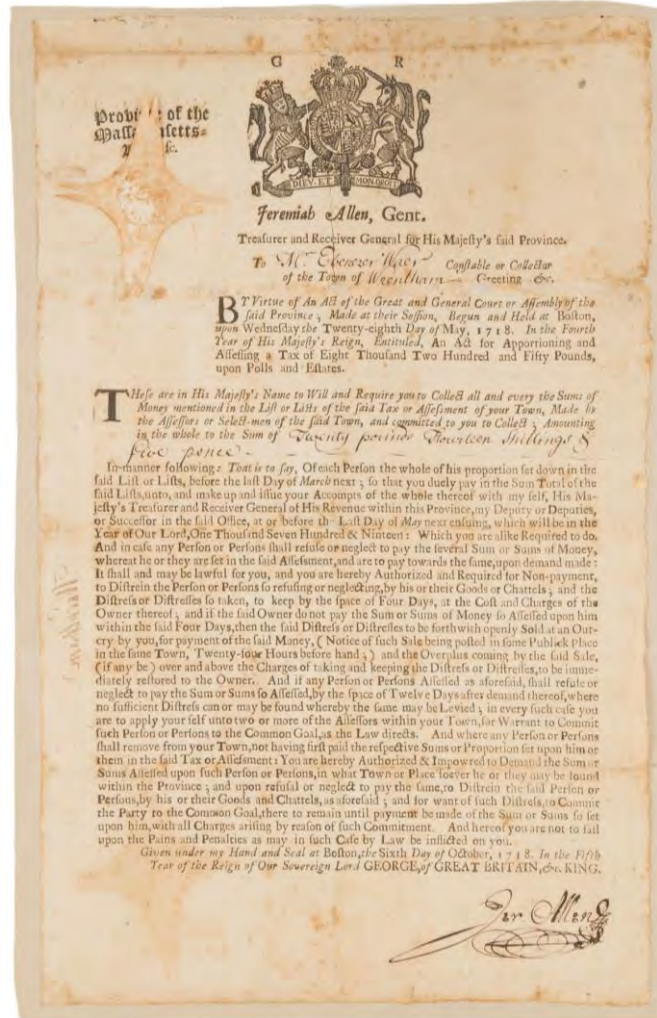 G R
Provi of the
Massa usetts-
&c.
DIEV·ET MON·DROIT
Jeremiah Allen, Gent.
Treasurer and Receiver General for His Majeſty's ſaid Province.
To Mr Ebenezer Constable or Collector
of the Town of Wrentham Greeting &c.
BY Virtue of An Act of the Great and General Court or Aſſembly of the
ſaid Province; Made at their Seſſion, Begun and Held at Boſton,
upon Wedneſday the Twenty-eighth Day of May, 1718. In the Fourth
Year of His Majeſty's Reign, Entituled, An Act for Apportioning and
Aſſeſſing a Tax of Eight Thouſand Two Hundred and Fifty Pounds,
upon Polls and Eſtates.
THeſe are in His Majeſty's Name to Will and Require you to Collect all and every the Sums of
Money mentioned in the Liſt or Liſts of the ſaid Tax or Aſſeſſment of your Town, Made by
the Aſſeſſors or Select-men of the ſaid Town, and committed to you to Collect; Amounting
in the whole to the Sum of Twenty pounds Fourteen Shillings &
five pence
In manner following: That is to ſay, Of each Perſon the whole of his proportion ſet down in the
ſaid Liſt or Liſts, before the laſt Day of March next; ſo that you duely pay in the Sum Total of the
ſaid Liſts, unto, and make up and iſſue your Accompts of the whole thereof with my ſelf, His Ma-
jeſty's Treaſurer and Receiver General of His Revenue within this Province, my Deputy or Deputies,
or Succeſſor in the ſaid Office, at or before the Laſt Day of May next enſuing, which will be in the
Year of Our Lord, One Thouſand Seven Hundred & Ninteen: Which you are alike Required to do.
And in caſe any Perſon or Perſons ſhall refuſe or neglect to pay the ſeveral Sum or Sums of Money,
whereat he or they are ſet in the ſaid Aſſeſſment, and are to pay towards the ſame, upon demand made:
It ſhall and may be lawful for you, and you are hereby Authorized and Required for Non-payment,
to Diſtrein the Perſon or Perſons ſo refuſing or neglecting, by his or their Goods or Chattels; and the
Diſtreſs or Diſtreſſes ſo taken, to keep by the ſpace of Four Days, at the Coſt and Charges of the
Owner thereof; and if the ſaid Owner do not pay the Sum or Sums of Money ſo Aſſeſſed upon him
within the ſaid Four Days, then the ſaid Diſtreſs or Diſtreſſes to be forthwith openly Sold at an Out-
cry by you, for payment of the ſaid Money, (Notice of ſuch Sale being poſted in ſome Publick Place
in the ſame Town, Twenty-four Hours before hand;) and the Overplus coming by the ſaid Sale,
(if any be) over and above the Charges of taking and keeping the Diſtreſs or Diſtreſſes, to be imme-
diately reſtored to the Owner. And if any Perſon or Perſons Aſſeſſed as aforeſaid, ſhall refuſe or
neglect to pay the Sum or Sums ſo Aſſeſſed, by the ſpace of Twelve Days after demand thereof, where
no ſufficient Diſtreſs can or may be found whereby the ſame may be Levied; in every ſuch caſe you
are to apply your ſelf unto two or more of the Aſſeſſors within your Town, for Warrant to Commit
ſuch Perſon or Perſons to the Common Goal, as the Law directs. And where any Perſon or Perſons
ſhall remove from your Town, not having firſt paid the reſpective Sums or Proportion ſet upon him or
them in the ſaid Tax or Aſſeſſment: You are hereby Authorized & Impowred to Demand the Sum or
Sums Aſſeſſed upon ſuch Perſon or Perſons, in what Town or Place ſoever he or they may be found
within the Province; and upon refuſal or neglect to pay the ſame, to Diſtrein the ſaid Perſon or
Perſons, by his or their Goods and Chattels, as aforeſaid; and for want of ſuch Diſtreſs, to Commit
the Party to the Common Goal, there to remain until payment be made of the Sum or Sums ſo ſet
upon him, with all Charges ariſing by reaſon of ſuch Commitment. And hereof you are not to fail
upon the Pains and Penalties as may in ſuch Caſe by Law be inflicted on you.
Given under my Hand and Seal at Boſton, the Sixth Day of October, 1718. In the Fifth
Year of the Reign of Our Sovereign Lord GEORGE, of GREAT BRITAIN, &c. KING.
Jer Allen